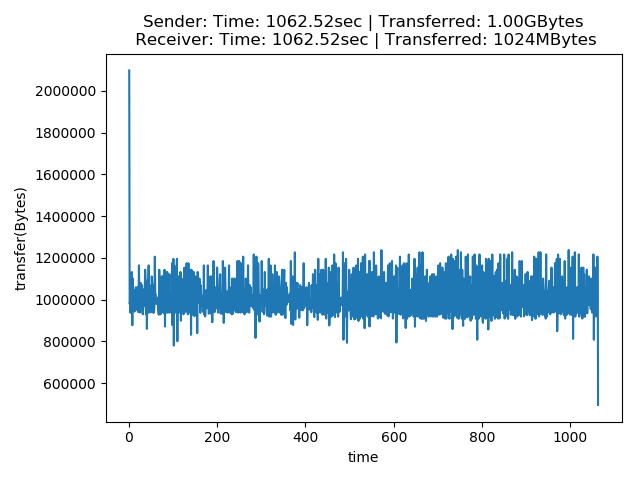 Sender: Time: 1062.52sec | Transferred: 1.00GBytes
Receiver: Time: 1062.52sec | Transferred: 1024MBytes
transfer(Bytes)
2000000
1800000
1600000
1400000
1200000
1000000
800000
600000
0 200 400 600 800 1000
time